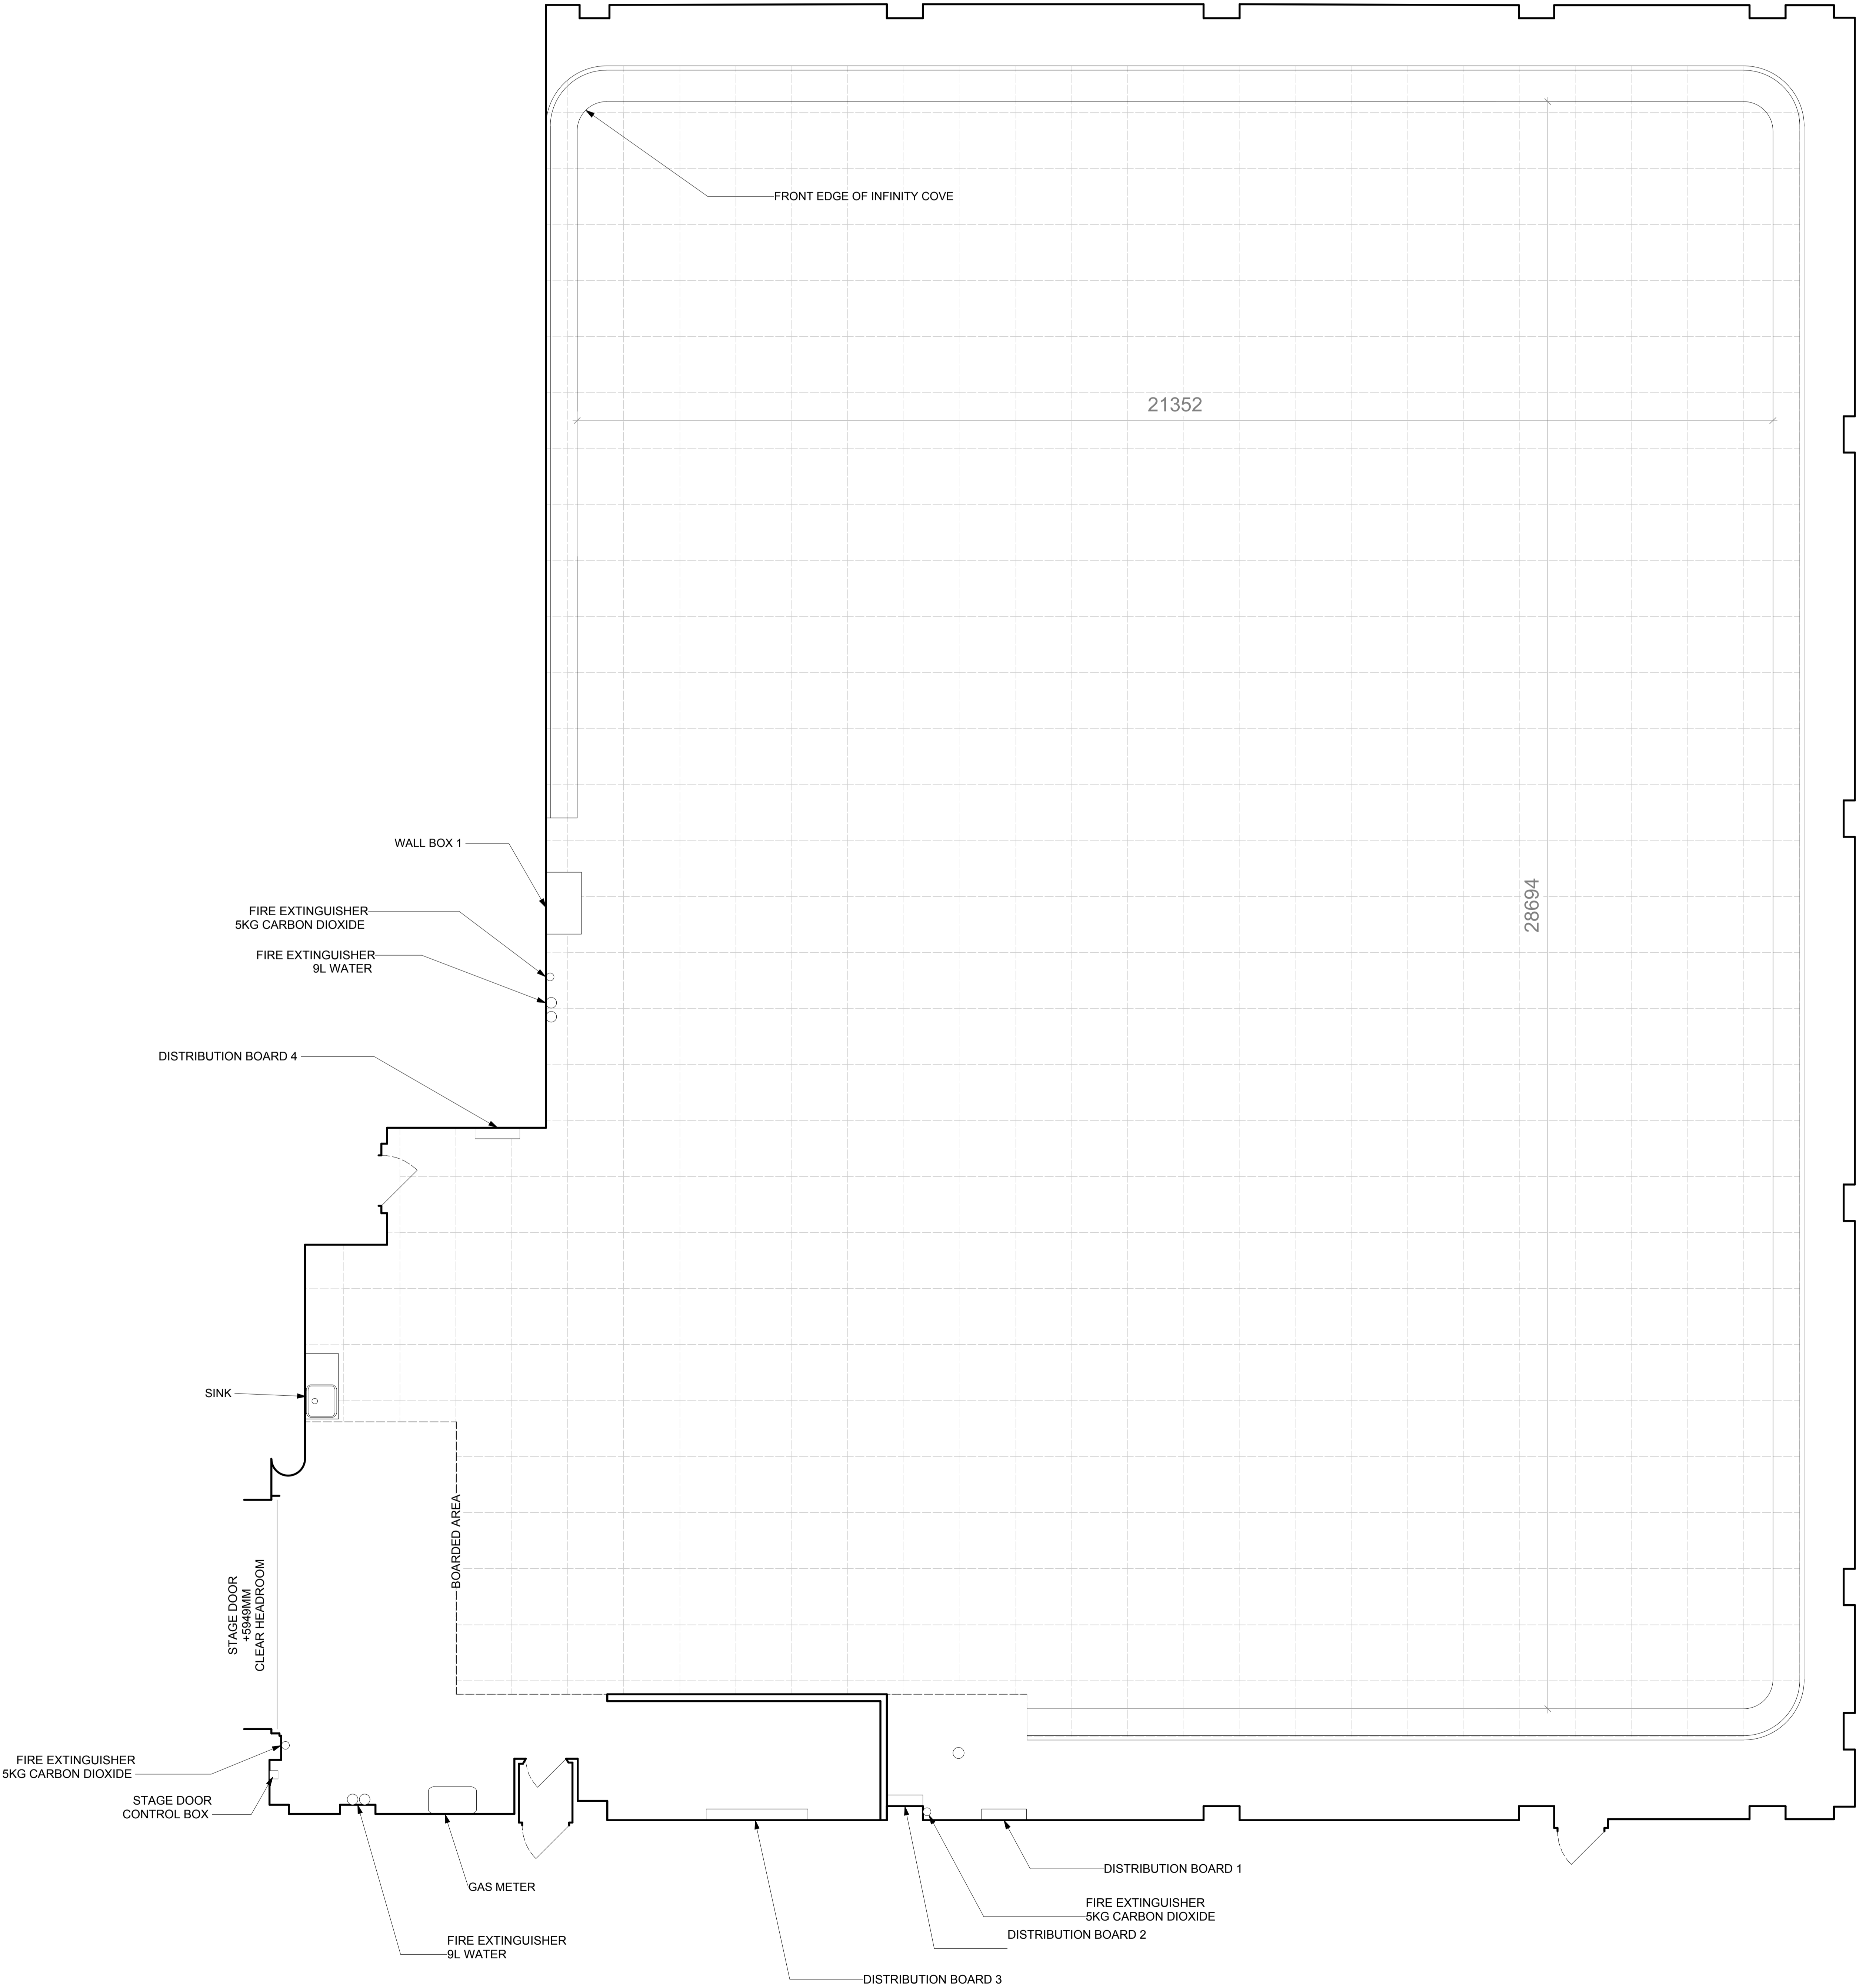 FRONT EDGE OF INFINITY COVE
21352
WALL BOX 1
28694
FIRE EXTINGUISHER
5KG CARBON DIOXIDE
FIRE EXTINGUISHER
9L WATER
DISTRIBUTION BOARD 4
SINK
BOARDED AREA
STAGE DOOR
+5949MM
CLEAR HEADROOM
FIRE EXTINGUISHER
5KG CARBON DIOXIDE
STAGE DOOR
CONTROL BOX
DISTRIBUTION BOARD 1
GAS METER
FIRE EXTINGUISHER
5KG CARBON DIOXIDE
DISTRIBUTION BOARD 2
FIRE EXTINGUISHER
9L WATER
DISTRIBUTION BOARD 3